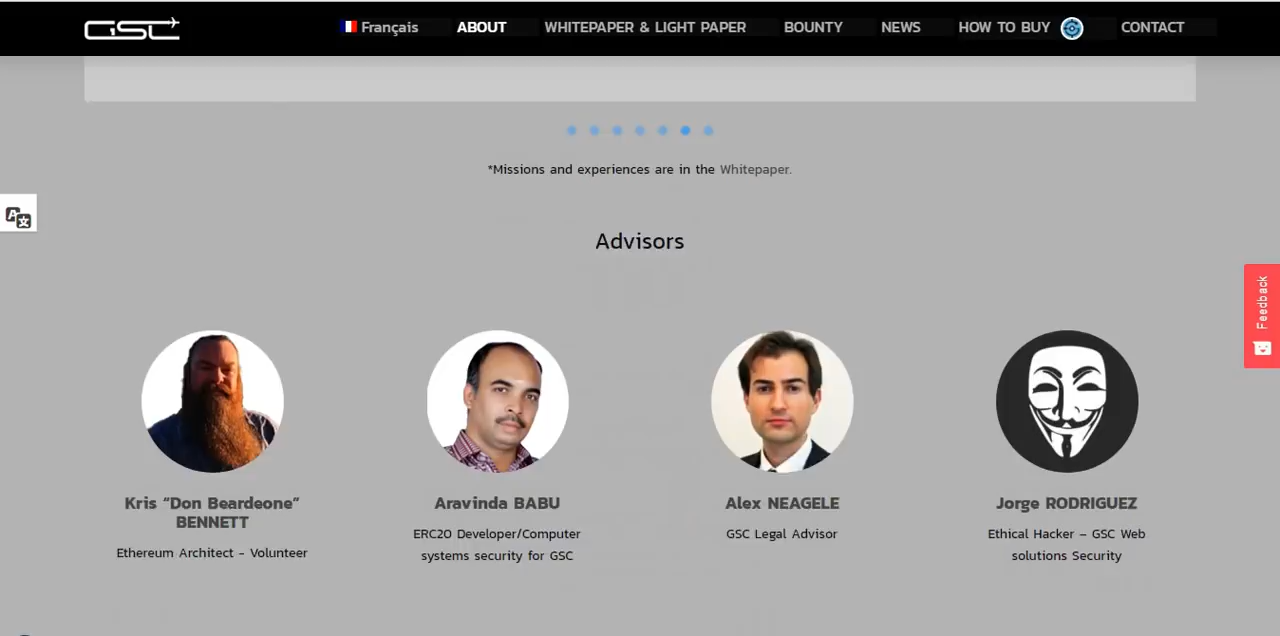 GSC Français ABOUT WHITEPAPER & LIGHT PAPER BOUNTY NEWS HOW TO BUY CONTACT
*Missions and experiences are in the Whitepaper.
A文
Advisors
Feedback
Kris “Don Beardeone”
BENNETT
Ethereum Architect - Volunteer
Aravinda BABU
ERC20 Developer/Computer
systems security for GSC
Alex NEAGELE
GSC Legal Advisor
Jorge RODRIGUEZ
Ethical Hacker – GSC Web
solutions Security